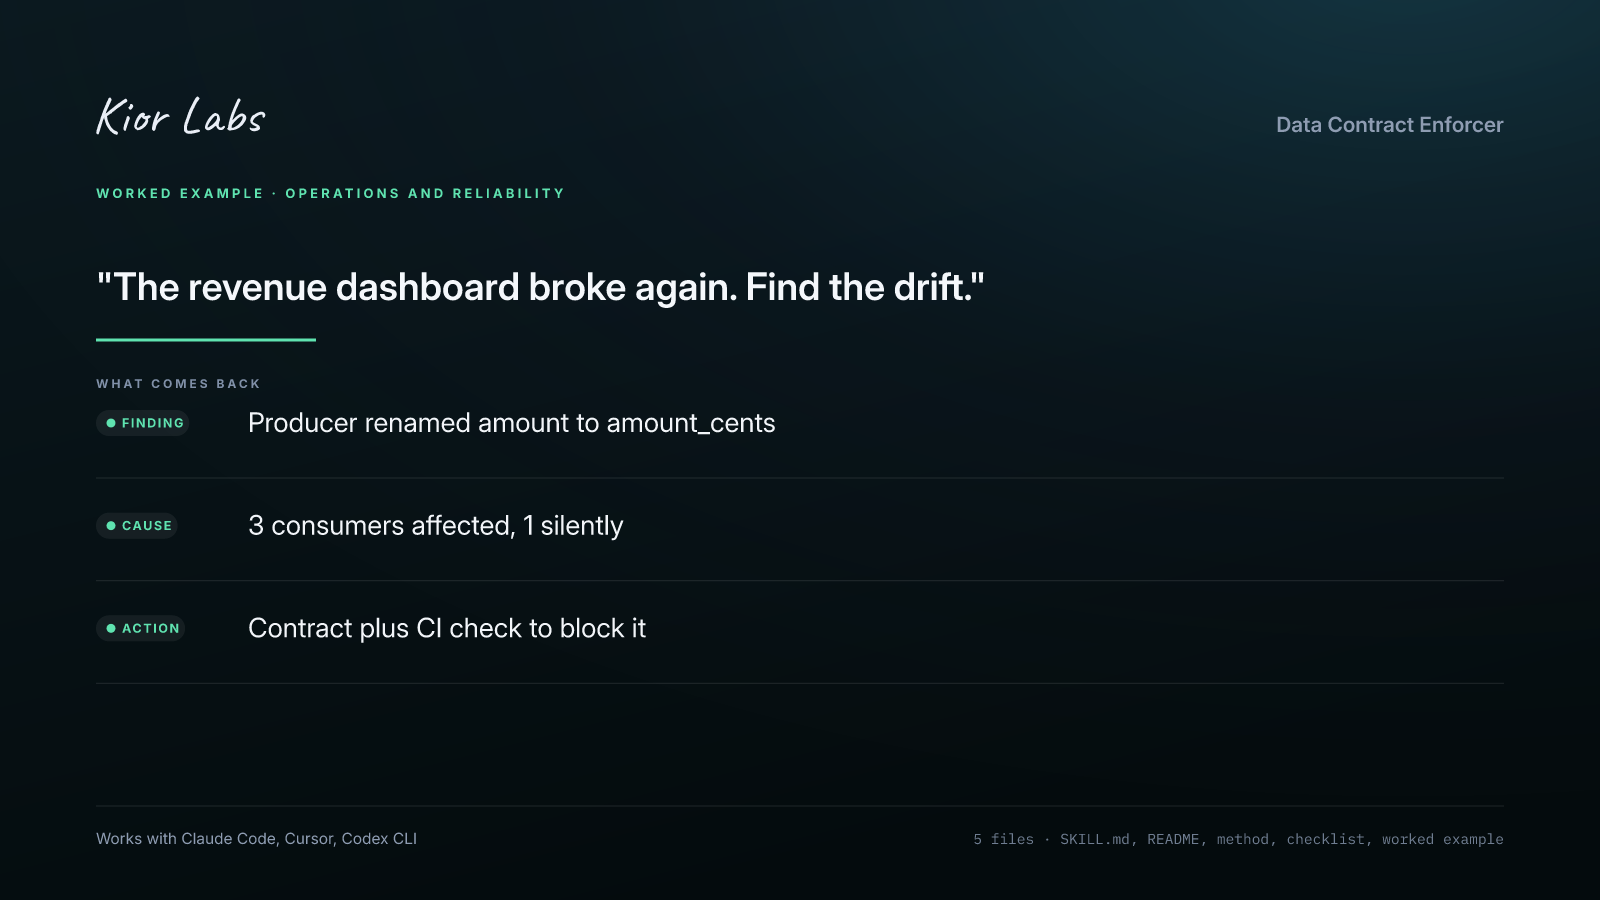 Kior Labs
Data Contract Enforcer
WORKED EXAMPLE · OPERATIONS AND RELIABILITY
"The revenue dashboard broke again. Find the drift."
WHAT COMES BACK
FINDING
Producer renamed amount to amount_cents
CAUSE
3 consumers affected, 1 silently
ACTION
Contract plus CI check to block it
Works with Claude Code, Cursor, Codex CLI
5 files · SKILL.md, README, method, checklist, worked example